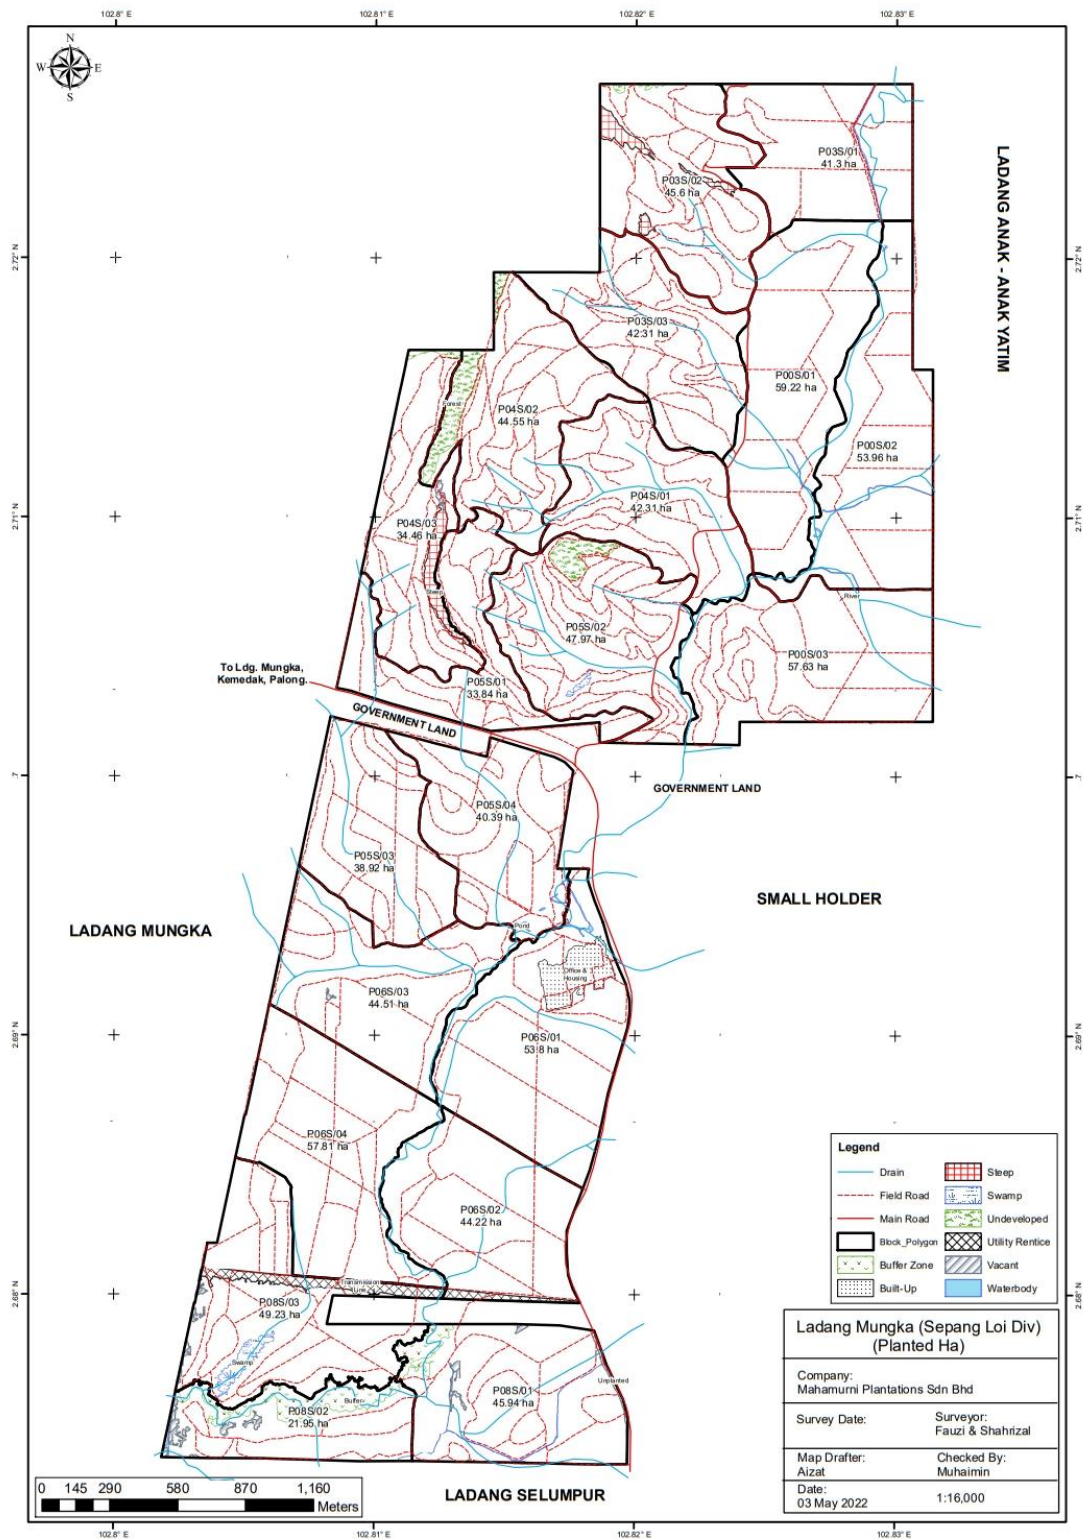 102.8° E
102.81° E
102.82° E
102.83° E
N
W
E
S
P03S/01
41.3 ha
LADANG ANAK - ANAK YATIM
P03S/02
45.6 ha
2.72° N
2.72° N
P03S/03
42.31 ha
P00S/01
59.22 ha
Forest
P04S/02
44.55 ha
P00S/02
53.96 ha
P04S/01
42.31 ha
2.71° N
2.71° N
P04S/03
34.46 ha
Steep
River
P05S/02
47.97 ha
P00S/03
57.63 ha
To Ldg. Mungka,
Kemedak, Palong.
P05S/01
33.84 ha
GOVERNMENT LAND
7
7
GOVERNMENT LAND
P05S/04
40.39 ha
P05S/03
38.92 ha
SMALL HOLDER
LADANG MUNGKA
Pond
Office &
Housing
P06S/03
44.51 ha
P06S/01
53.8 ha
2.69° N
2.69° N
P06S/04
57.81 ha
P06S/02
44.22 ha
Transmission
Line
2.68° N
2.68° N
P08S/03
49.23 ha
Swamp
Unplanted
P08S/01
45.94 ha
Buffer
P08S/02
21.95 ha
Legend
Drain
Steep
Field Road
Swamp
Main Road
Undeveloped
Block_Polygon
Utility Rentice
Buffer Zone
Vacant
Built-Up
Waterbody
Ladang Mungka (Sepang Loi Div)
(Planted Ha)
Company:
Mahamurni Plantations Sdn Bhd
Survey Date:
Surveyor:
Fauzi & Shahrizal
Map Drafter:
Aizat
Checked By:
Muhaimin
Date:
03 May 2022
1:16,000
0 145 290 580 870 1,160
Meters
LADANG SELUMPUR
102.8° E
102.81° E
102.82° E
102.83° E